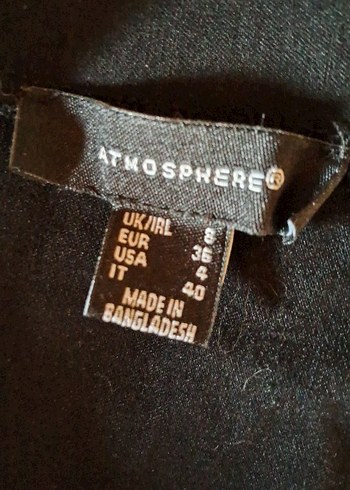 ATMOSPHERE®
UK/IRL 8
EUR 36
USA 4
IT 40
MADE IN
BANGLADESH